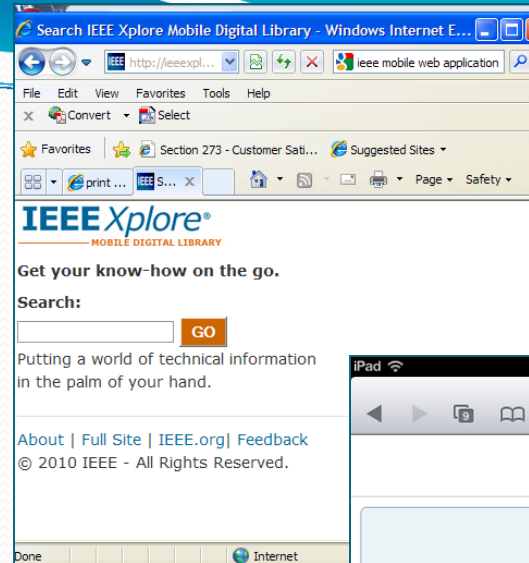 Search IEEE Xplore Mobile Digital Library - Windows Internet E...
IEEE http://ieeexpl... ieee mobile web application
File Edit View Favorites Tools Help
x Convert Select
Favorites Section 273 - Customer Sati... Suggested Sites
print ... IEEE S... X Page Safety
IEEE Xplore®
MOBILE DIGITAL LIBRARY
Get your know-how on the go.
Search:
GO
Putting a world of technical information
in the palm of your hand.
iPad
9
About | Full Site | IEEE.org| Feedback
© 2010 IEEE - All Rights Reserved.
Done Internet